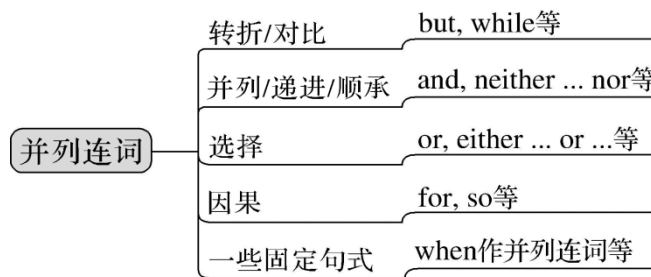 并列连词
转折/对比 but, while等
并列/递进/顺承 and, neither ... nor等
选择 or, either ... or ...等
因果 for, so等
一些固定句式 when作并列连词等